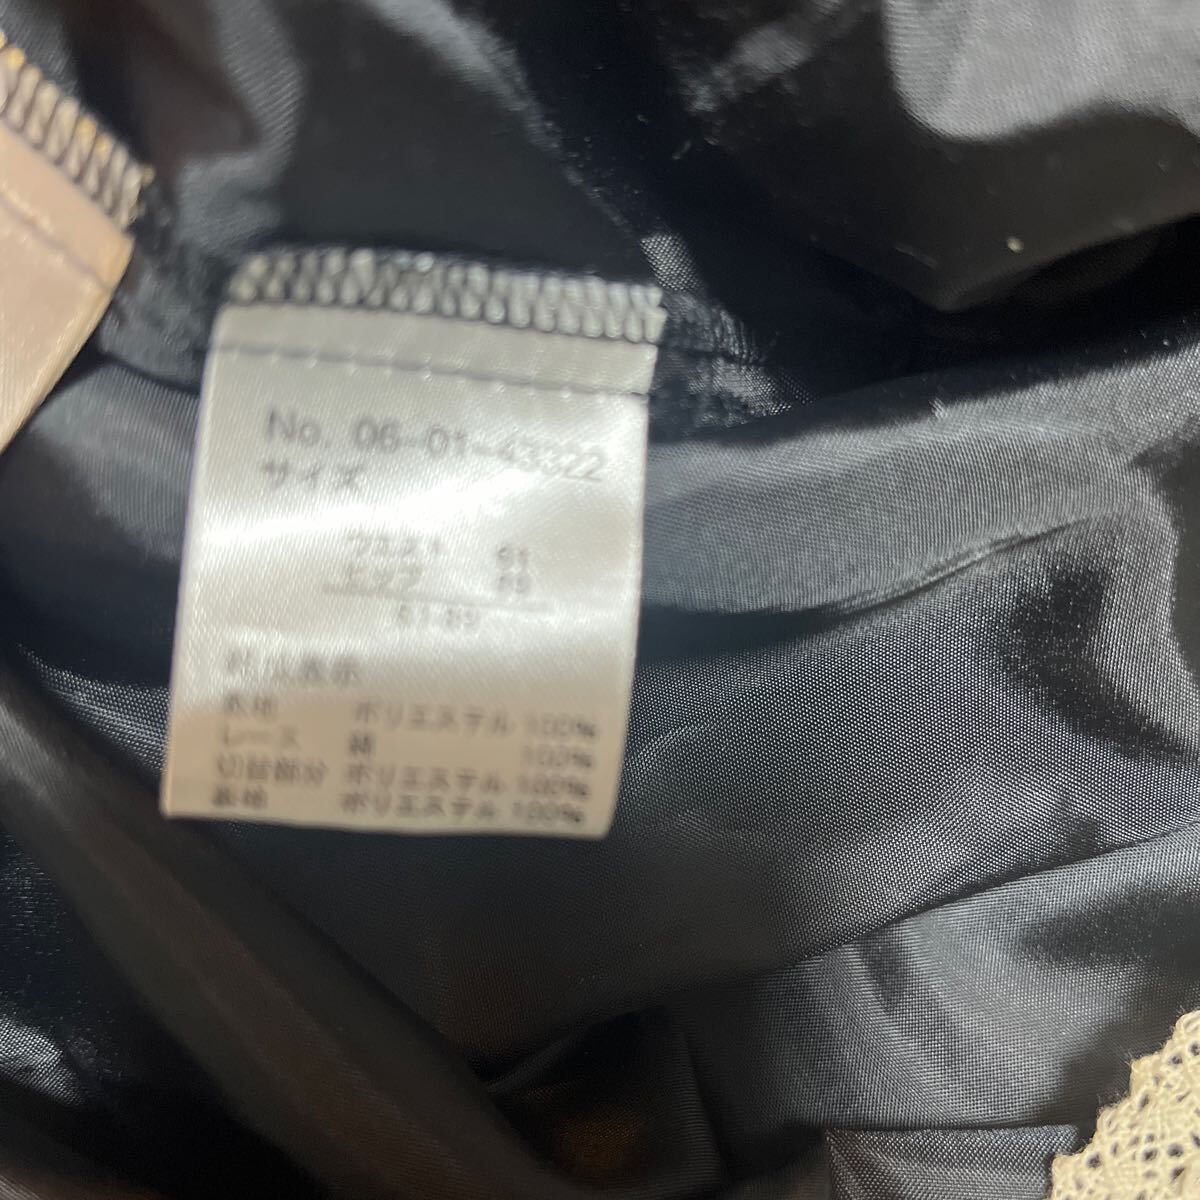 No. 06-01-43322
サイズ
ウエスト 61
ヒップ 89
61-89
組成表示
表地 ポリエステル 100%
レース 綿 100%
切替部分 ポリエステル 100%
裏地 ポリエステル 100%